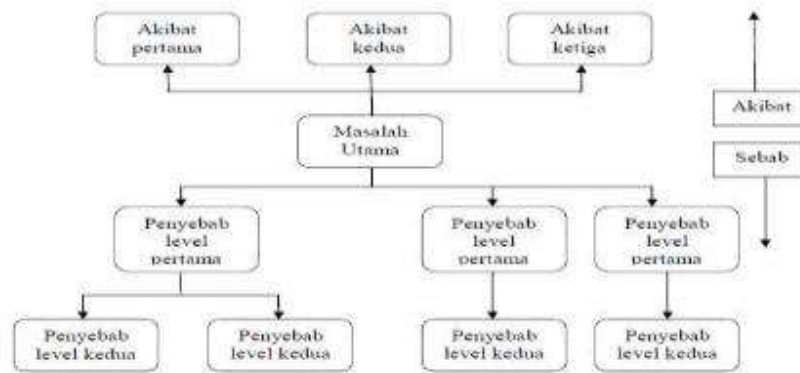 Akibat
pertama
Akibat
kedua
Akibat
ketiga
Akibat
Masalah
Utama
Sebab
Penyebab
level
pertama
Penyebab
level
pertama
Penyebab
level
pertama
Penyebab
level kedua
Penyebab
level kedua
Penyebab
level kedua
Penyebab
level kedua